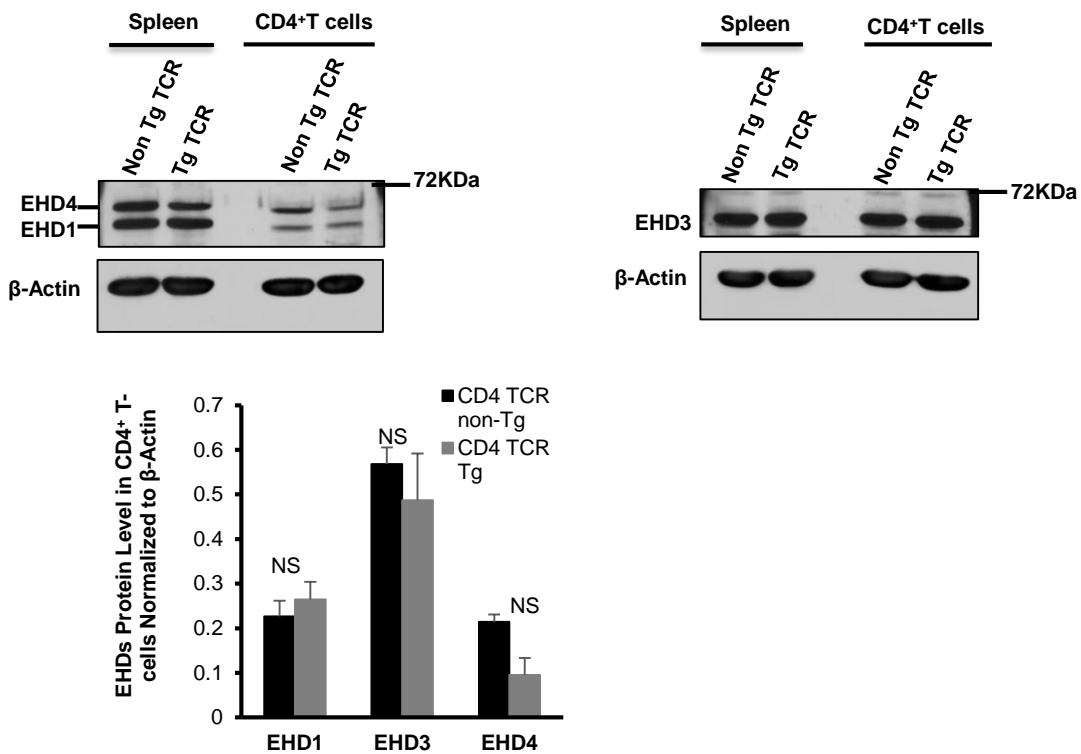 Spleen
CD4⁺T cells
Non Tg TCR
Tg TCR
Non Tg TCR
Tg TCR
72KDa
EHD4
EHD1
β-Actin
Spleen
CD4⁺T cells
Non Tg TCR
Tg TCR
Non Tg TCR
Tg TCR
72KDa
EHD3
β-Actin
EHDs Protein Level in CD4⁺ T-
cells Normalized to β-Actin
0.7
0.6
0.5
0.4
0.3
0.2
0.1
0
NS
NS
NS
CD4 TCR
non-Tg
CD4 TCR
Tg
EHD1
EHD3
EHD4